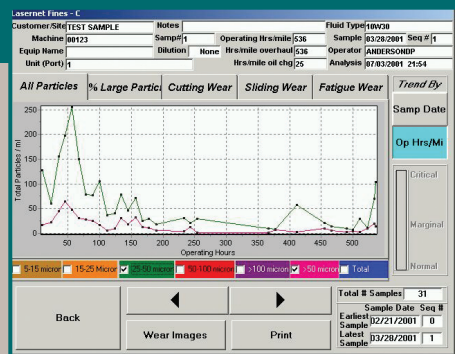 Lasernet Fines - C
Customer/Site TEST SAMPLE Notes Fluid Type 10W30
Machine 00123 Samp# 1 Operating Hrs/mile 536 Sample 03/28/2001 Seq # 1
Equip Name Dilution None Hrs/mile overhaul 536 Operator ANDERSONDP
Unit (Port) 1 Hrs/mile oil chg 25 Analysis 07/03/2001 21:54
All Particles % Large Partic Cutting Wear Sliding Wear Fatigue Wear Trend By
Samp Date
Op Hrs/Mi
Total Particles / ml
250
200
150
100
50
0
50 100 150 200 250 300 350 400 450 500
Operating Hours
Critical
Marginal
Normal
5-15 micror 15-25 Micror 25-50 micror 50-100 micror >100 micron >50 micron Total
Back
Wear Images Print
Total # Samples 31
Sample Date Seq #
Earliest Sample 02/21/2001 0
Latest Sample 03/28/2001 1